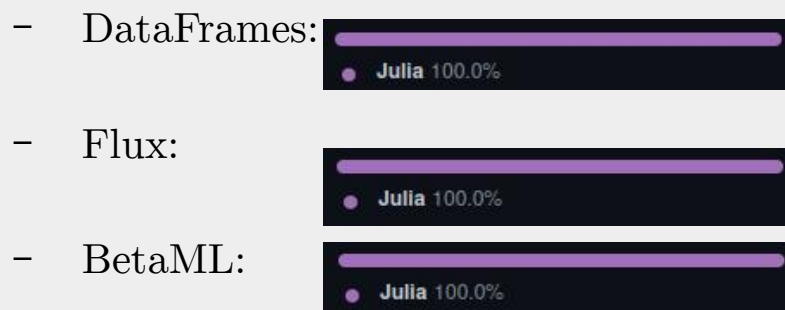 - DataFrames:
Julia 100.0%
- Flux:
Julia 100.0%
- BetaML:
Julia 100.0%